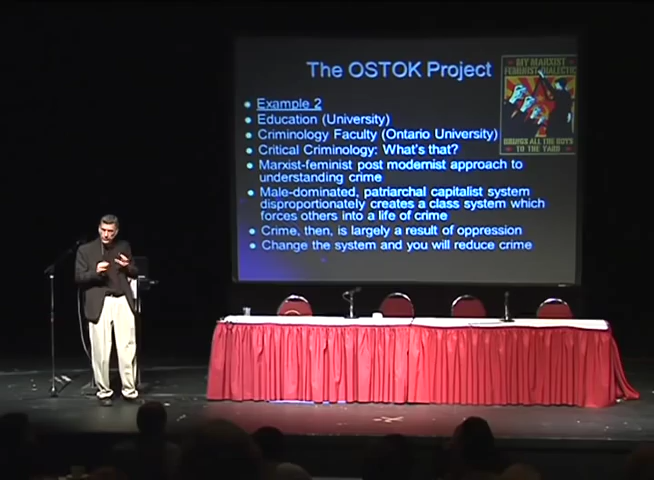 The OSTOK Project
MY MARXIST
FEMINIST DIALECTIC
BRINGS ALL THE BOYS
TO THE YARD
Example 2
Education (University)
Criminology Faculty (Ontario University)
Critical Criminology: What's that?
Marxist-feminist post modernist approach to
understanding crime
Male-dominated, patriarchal capitalist system
disproportionately creates a class system which
forces others into a life of crime
Crime, then, is largely a result of oppression
Change the system and you will reduce crime